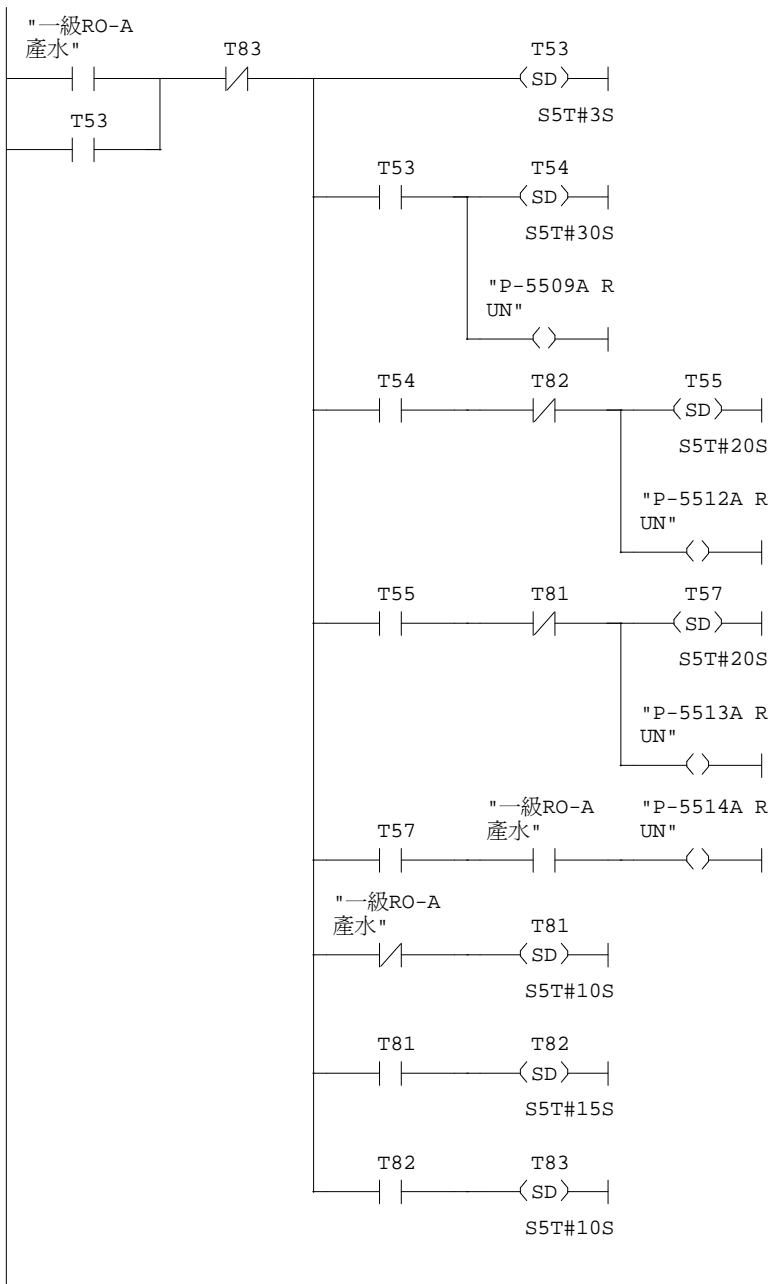 "一級RO-A
產水"
T83
T53
SD
S5T#3S
T53
T53
T54
SD
S5T#30S
"P-5509A R
UN"
T54
T82
T55
SD
S5T#20S
"P-5512A R
UN"
T55
T81
T57
SD
S5T#20S
"P-5513A R
UN"
T57
"一級RO-A
產水"
"P-5514A R
UN"
"一級RO-A
產水"
T81
SD
S5T#10S
T81
T82
SD
S5T#15S
T82
T83
SD
S5T#10S